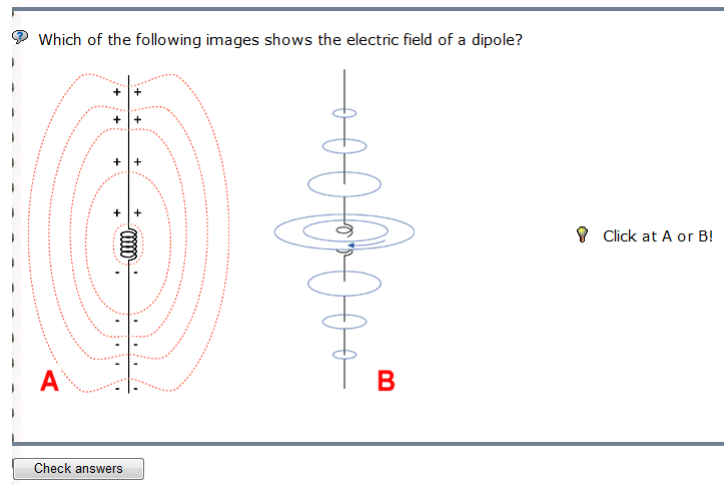 Which of the following images shows the electric field of a dipole?
+ +
+ +
+ +
+ +
- -
- -
- -
- -
- -
A
B
Click at A or B!
Check answers